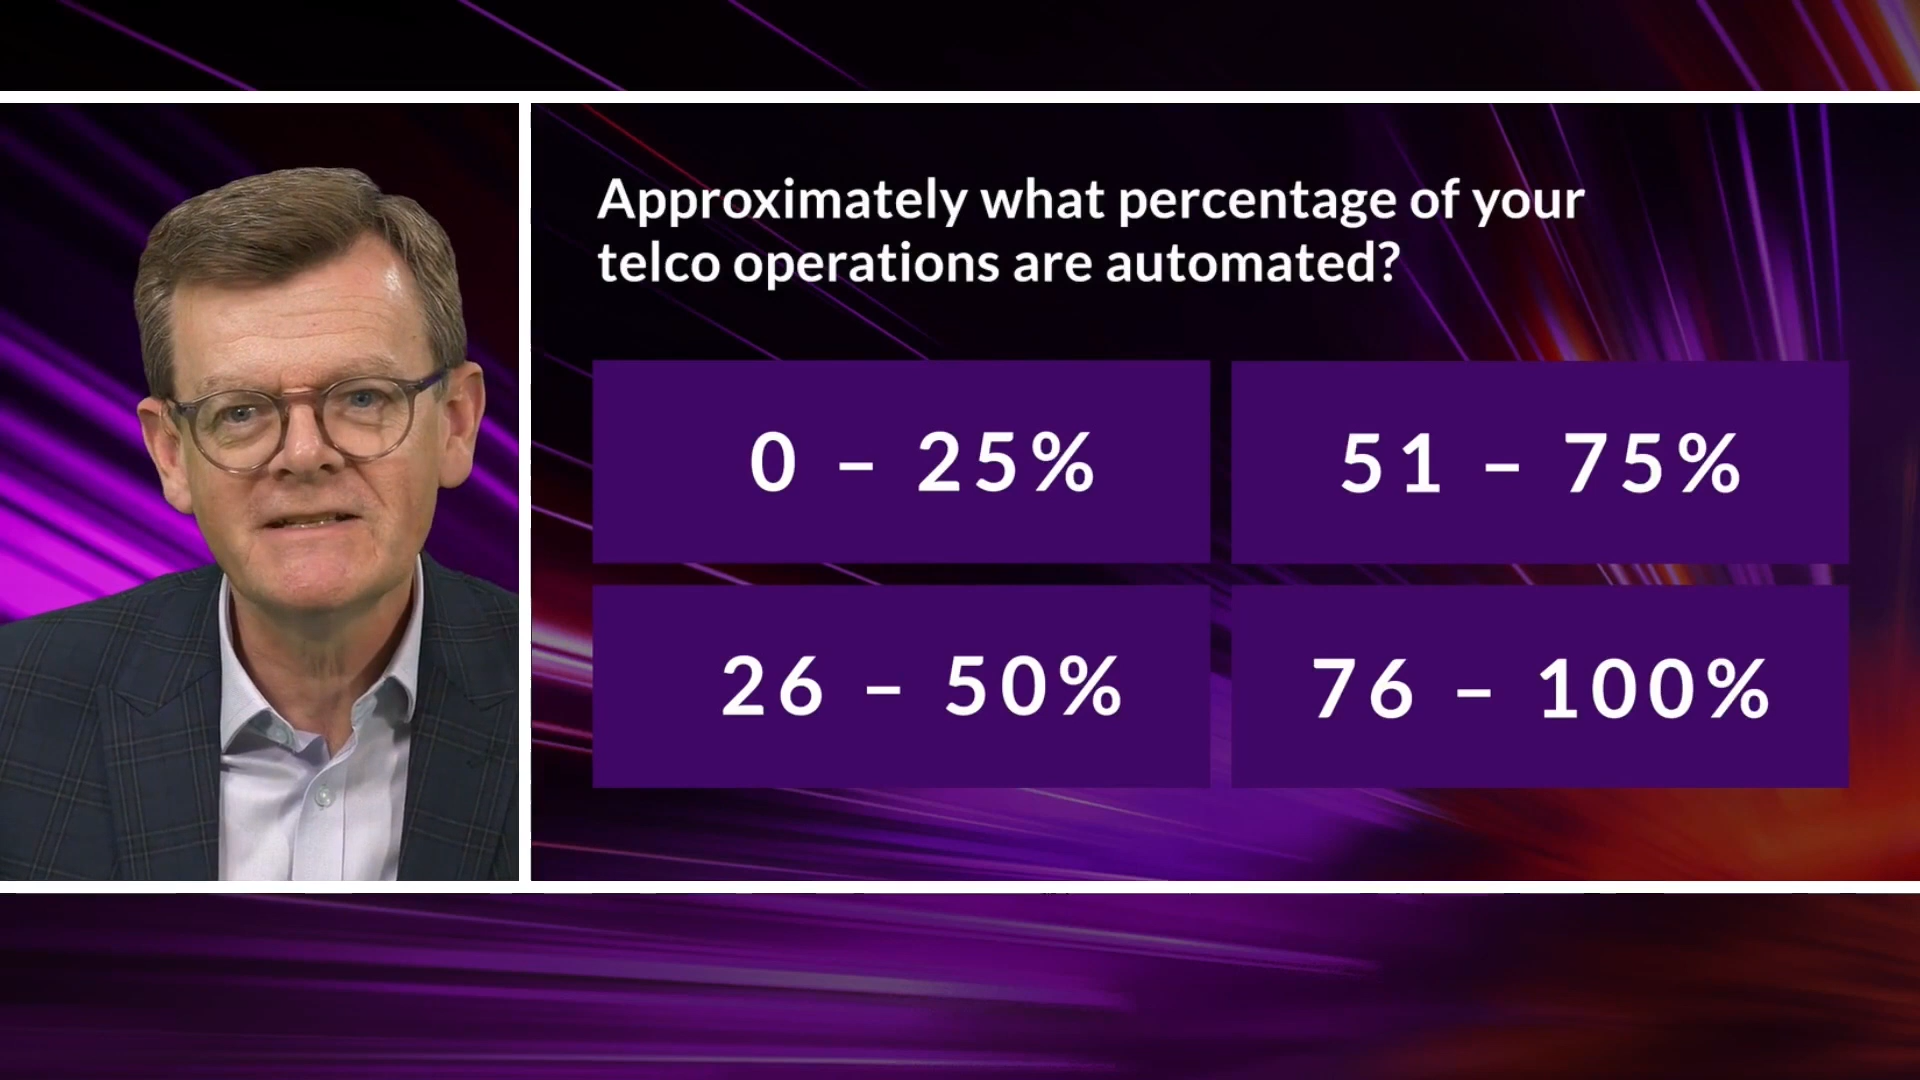 Approximately what percentage of your
telco operations are automated?
0 – 25%
51 – 75%
26 – 50%
76 – 100%